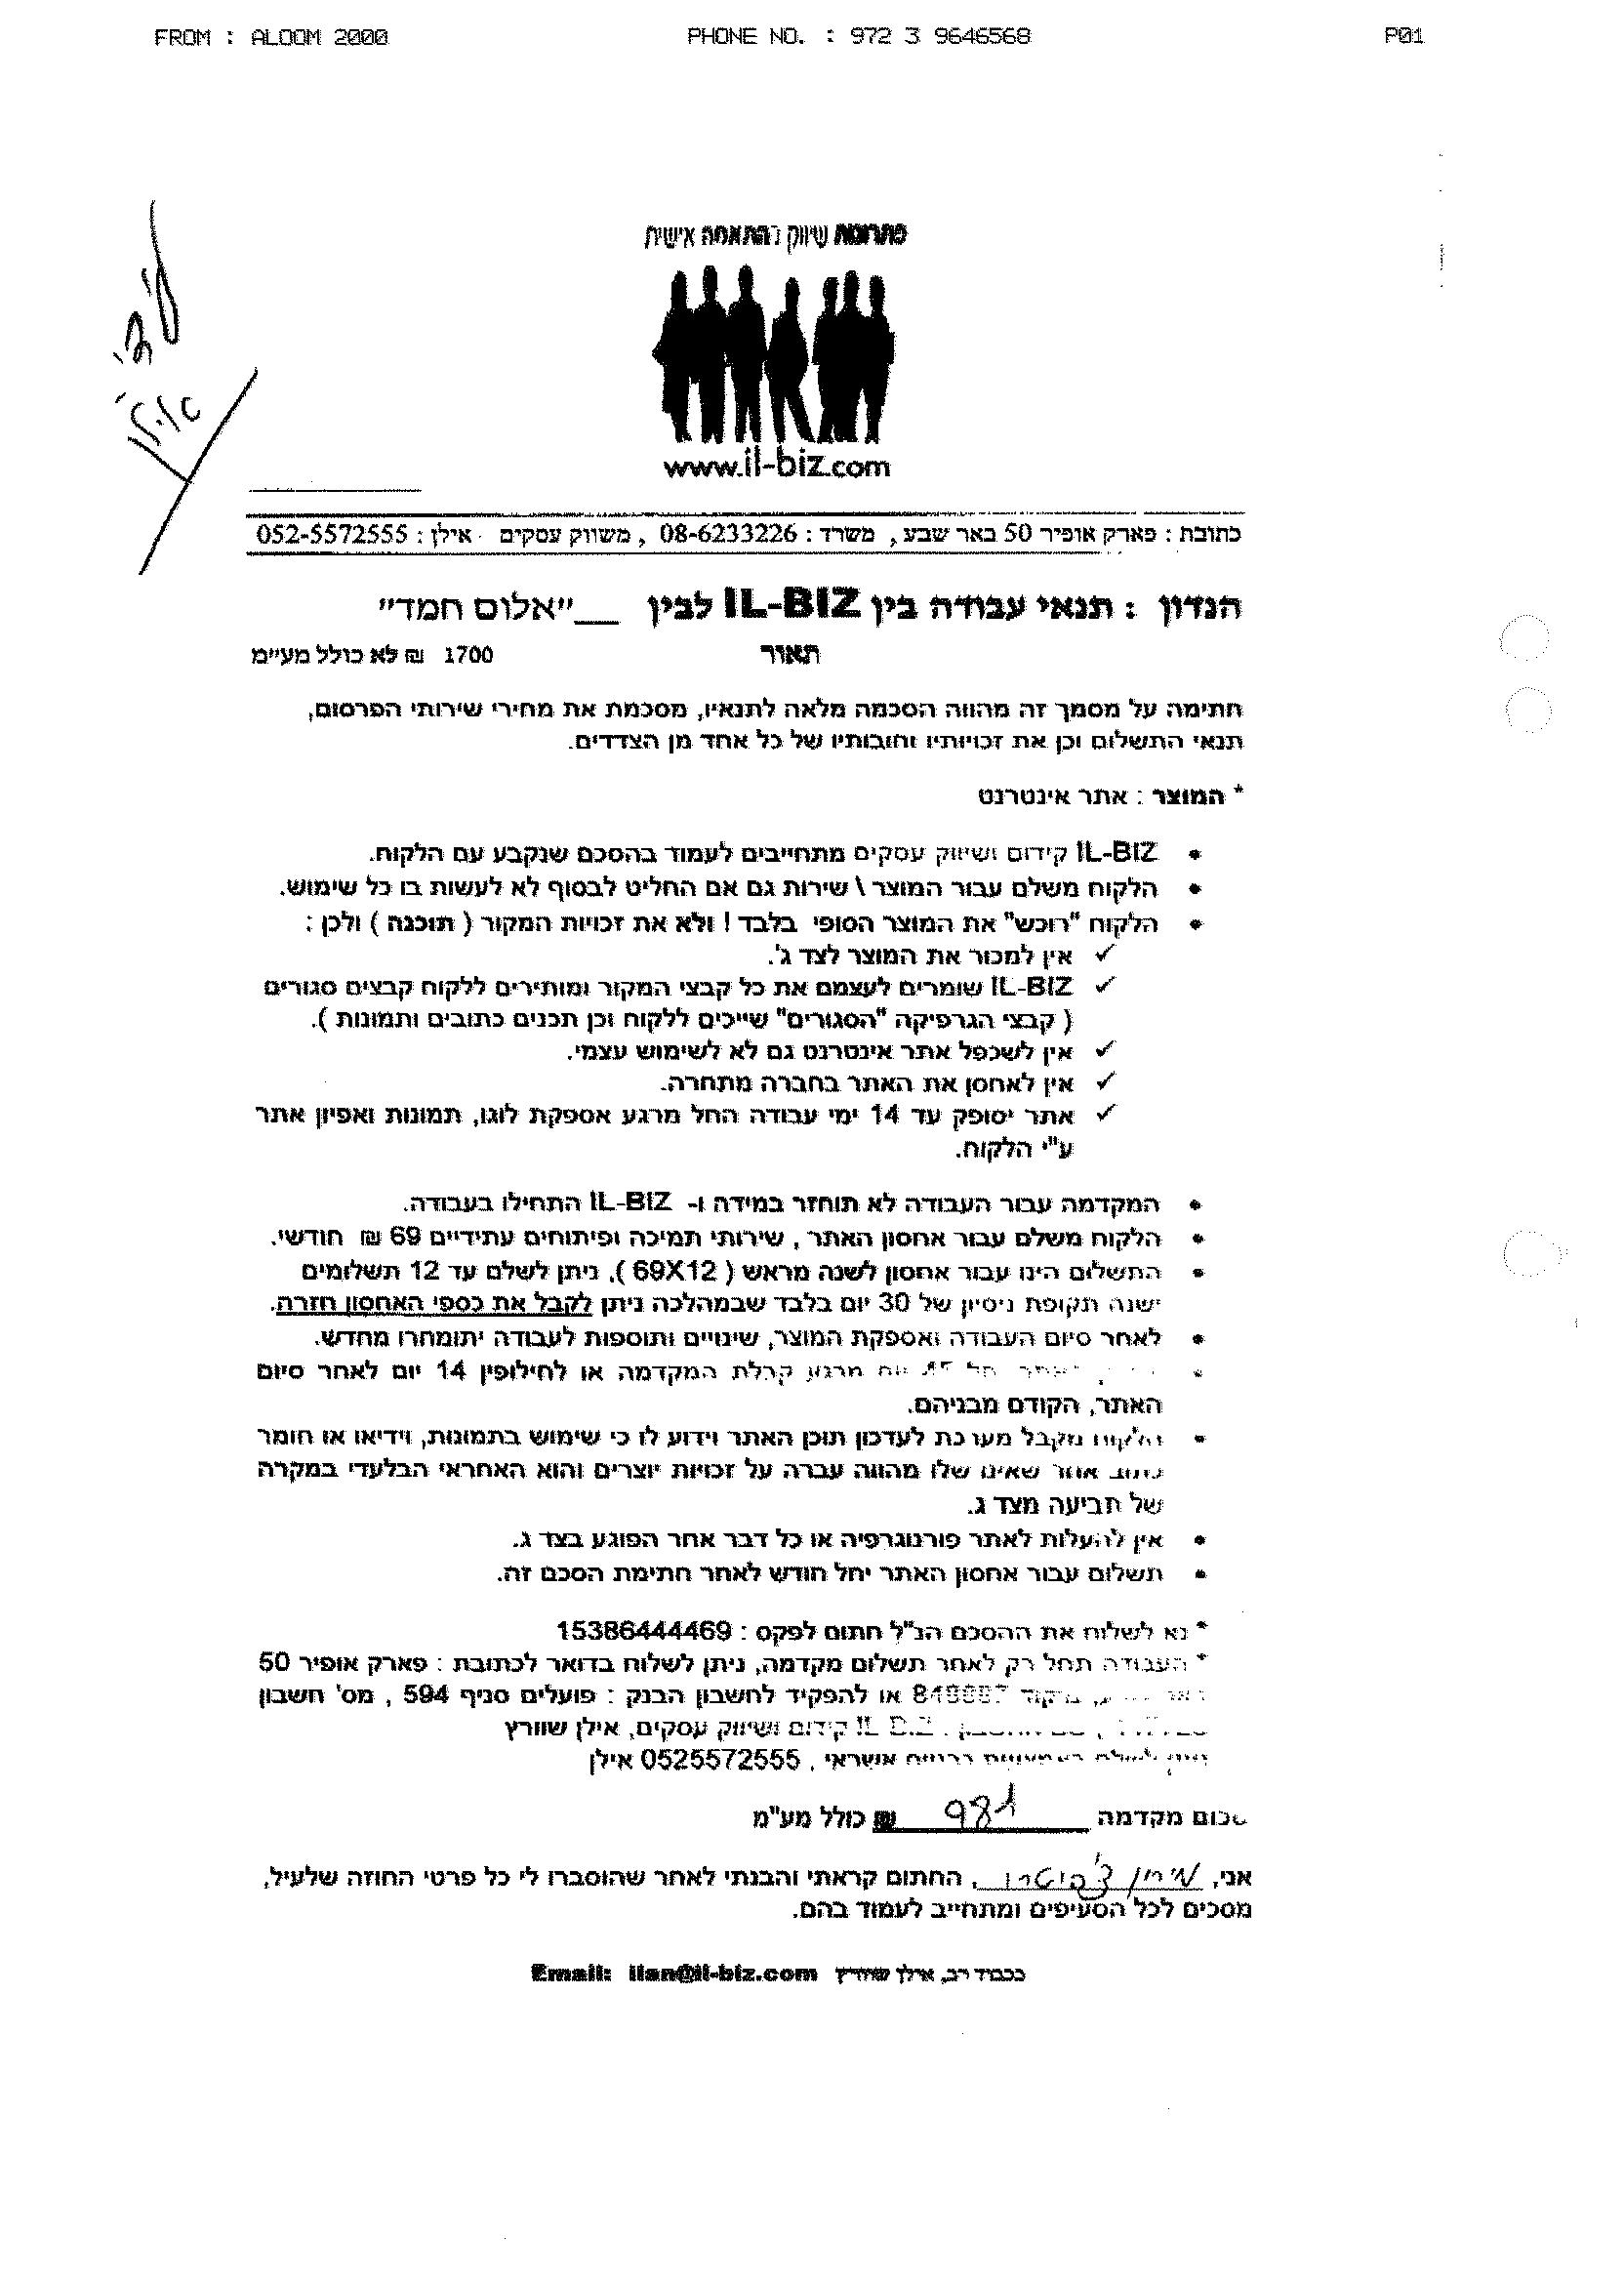 FROM : ALOOM 2000 PHONE NO. : 972 3 9646568 P01
פתרונות שיווק בהתאמה אישית
www.il-biz.com
לכבי
אילן
כתובת : פארק אופיר 50 באר שבע , משרד : 08-6233226 , משווק עסקים - אילן : 052-5572555
הנדון : תנאי עבודה בין IL-BIZ לבין __״אלוס חמד״
תאור 1700 ₪ לא כולל מע״מ
חתימה על מסמך זה מהווה הסכמה מלאה לתנאיו, מסכמת את מחירי שירותי הפרסום,
תנאי התשלום וכן את זכויותיו וחובותיו של כל אחד מן הצדדים.
* המוצר : אתר אינטרנט
• IL-BIZ קידום ושיווק עסקים מתחייבים לעמוד בהסכם שנקבע עם הלקוח.
• הלקוח משלם עבור המוצר \ שירות גם אם החליט לבסוף לא לעשות בו כל שימוש.
• הלקוח "רוכש" את המוצר הסופי בלבד ! ולא את זכויות המקור ( תוכנה ) ולכן :
✓ אין למכור את המוצר לצד ג'.
✓ IL-BIZ שומרים לעצמם את כל קבצי המקור ומותירים ללקוח קבצים סגורים
( קבצי הגרפיקה "הסגורים" שייכים ללקוח וכן תכנים כתובים ותמונות ).
✓ אין לשכפל אתר אינטרנט גם לא לשימוש עצמי.
✓ אין לאחסן את האתר בחברה מתחרה.
✓ אתר יסופק עד 14 ימי עבודה החל מרגע אספקת לוגו, תמונות ואפיון אתר
ע"י הלקוח.
• המקדמה עבור העבודה לא תוחזר במידה ו- IL-BIZ התחילו בעבודה.
• הלקוח משלם עבור אחסון האתר , שירותי תמיכה ופיתוחים עתידיים 69 ₪ חודשי.
• התשלום הינו עבור אחסון לשנה מראש ( 69X12 ), ניתן לשלם עד 12 תשלומים
ישנה תקופת ניסיון של 30 יום בלבד שבמהלכה ניתן לקבל את כספי האחסון חזרה.
• לאחר סיום העבודה ואספקת המוצר, שינויים ותוספות לעבודה יתומחרו מחדש.
• יום מרגע קבלת המקדמה או לחילופין 14 יום לאחר סיום
האתר, הקודם מבניהם.
• הלקוח מקבל מערכת לעדכון תוכן האתר וידוע לו כי שימוש בתמונות, וידיאו או חומר
כתוב אחר שאינו שלו מהווה עברה על זכויות יוצרים והוא האחראי הבלעדי במקרה
של תביעה מצד ג.
• אין להעלות לאתר פורנוגרפיה או כל דבר אחר הפוגע בצד ג.
• תשלום עבור אחסון האתר יחל חודש לאחר חתימת הסכם זה.
* נא לשלוח את ההסכם הנ"ל חתום לפקס : 15386444469
* העבודה תחל רק לאחר תשלום מקדמה, ניתן לשלוח בדואר לכתובת : פארק אופיר 50
מיקוד או להפקיד לחשבון הבנק : פועלים סניף 594 , מס' חשבון
קידום ושיווק עסקים, אילן שוורץ
ניתן לשלם באמצעות כרטיס אשראי , 0525572555 אילן
סכום מקדמה 981 ₪ כולל מע"מ
אני, , החתום קראתי והבנתי לאחר שהוסברו לי כל פרטי החוזה שלעיל,
מסכים לכל הסעיפים ומתחייב לעמוד בהם.
בכבוד רב, אילן שוורץ Email: ilan@il-biz.com